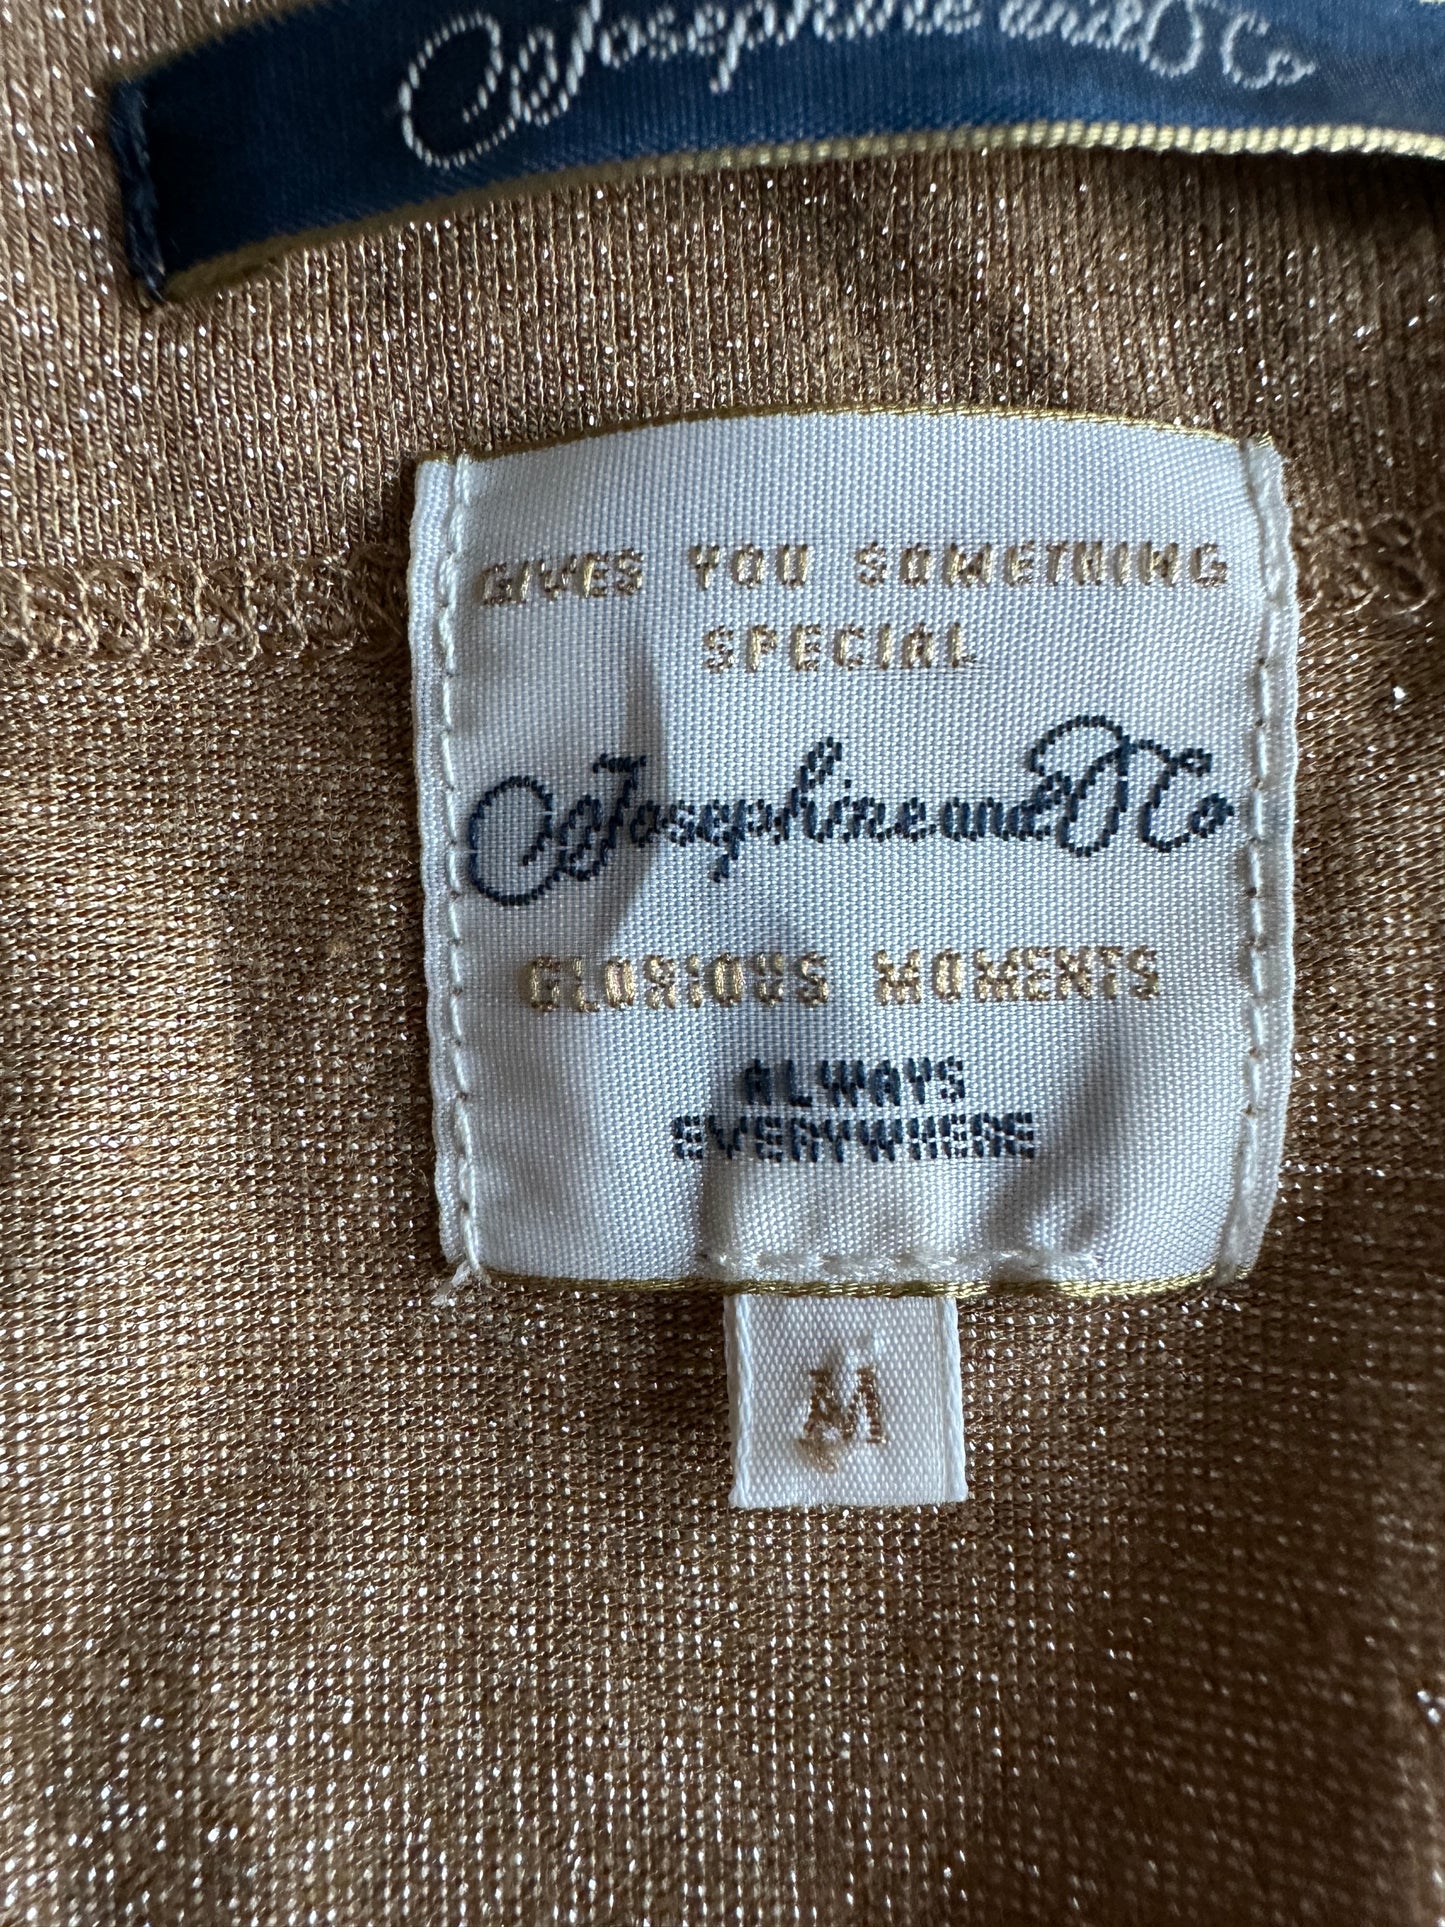 Josephine and Co
GIVES YOU SOMETHING
SPECIAL
Josephine and Co
GLORIOUS MOMENTS
ALWAYS
EVERYWHERE
M